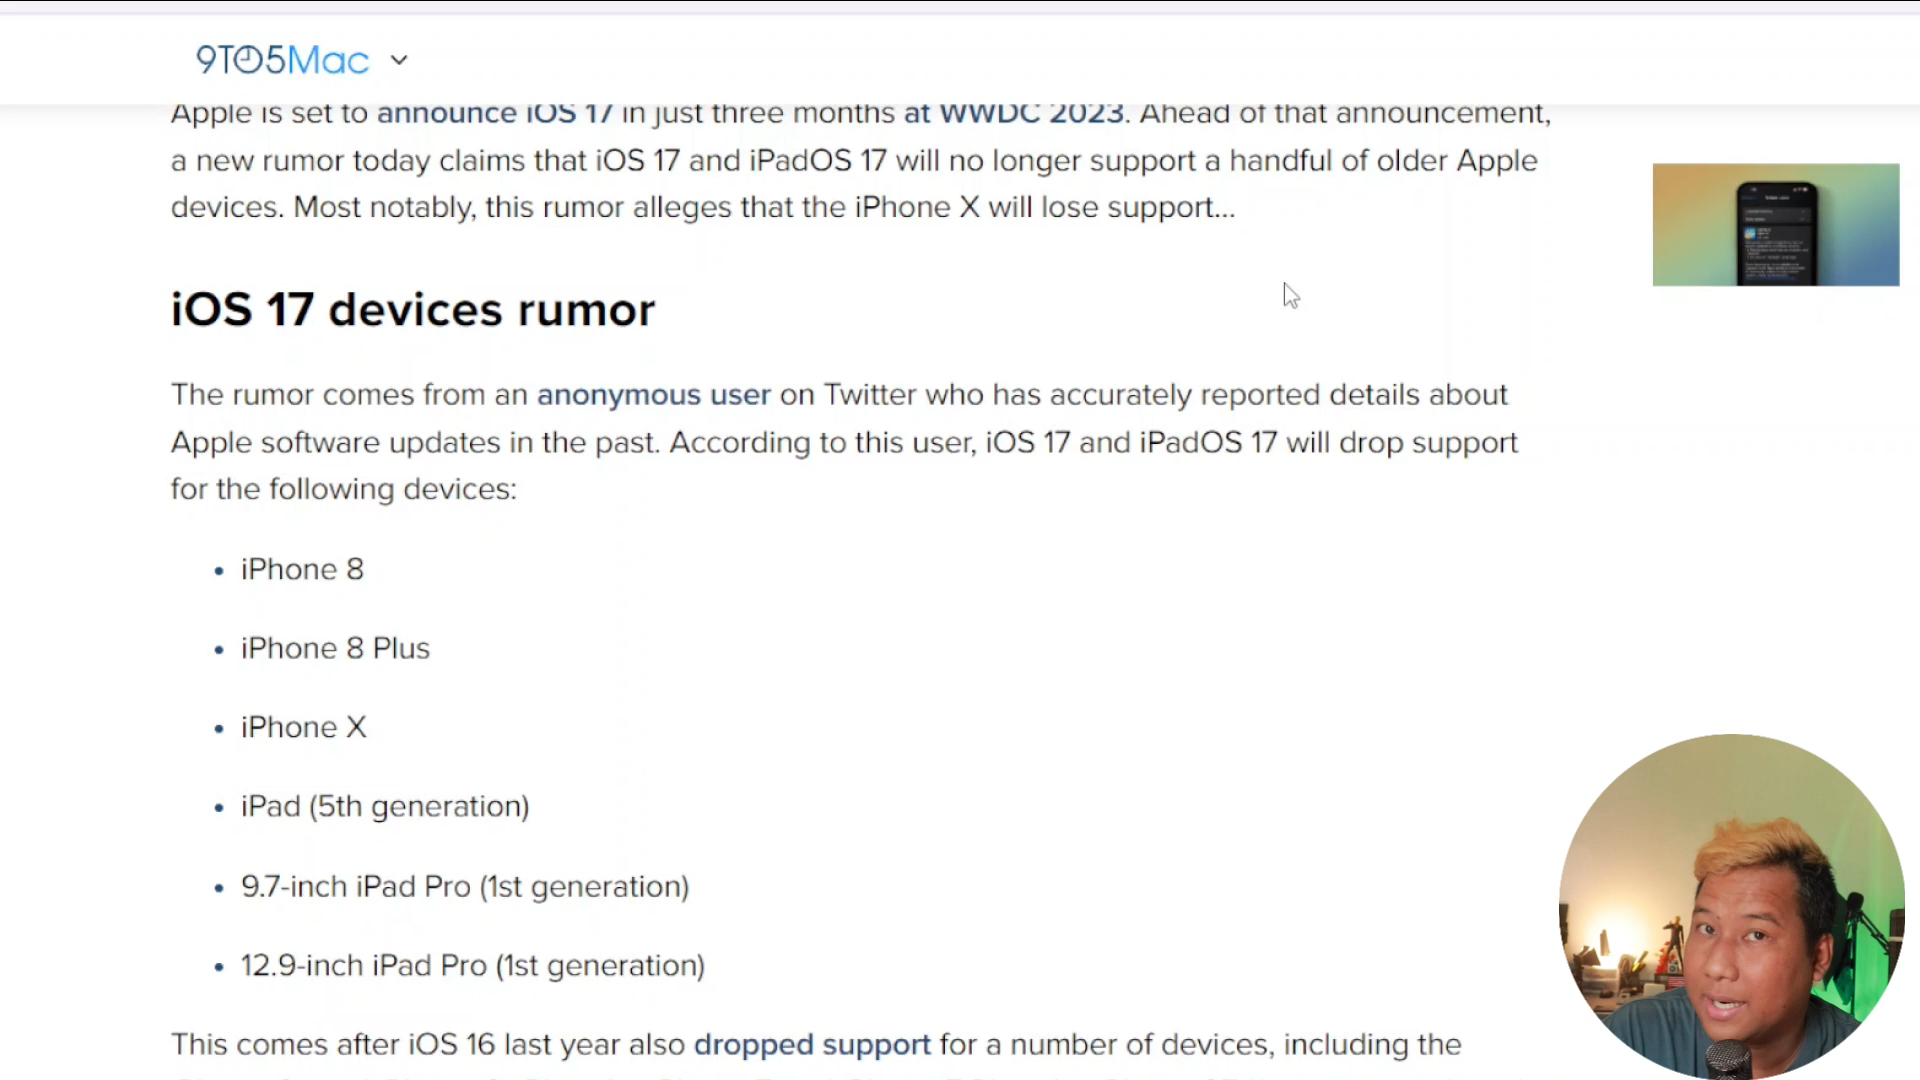 9TO5Mac
Apple is set to announce iOS 17 in just three months at WWDC 2023. Ahead of that announcement,
a new rumor today claims that iOS 17 and iPadOS 17 will no longer support a handful of older Apple
devices. Most notably, this rumor alleges that the iPhone X will lose support...
iOS 17 devices rumor
The rumor comes from an anonymous user on Twitter who has accurately reported details about
Apple software updates in the past. According to this user, iOS 17 and iPadOS 17 will drop support
for the following devices:
• iPhone 8
• iPhone 8 Plus
• iPhone X
• iPad (5th generation)
• 9.7-inch iPad Pro (1st generation)
• 12.9-inch iPad Pro (1st generation)
This comes after iOS 16 last year also dropped support for a number of devices, including the